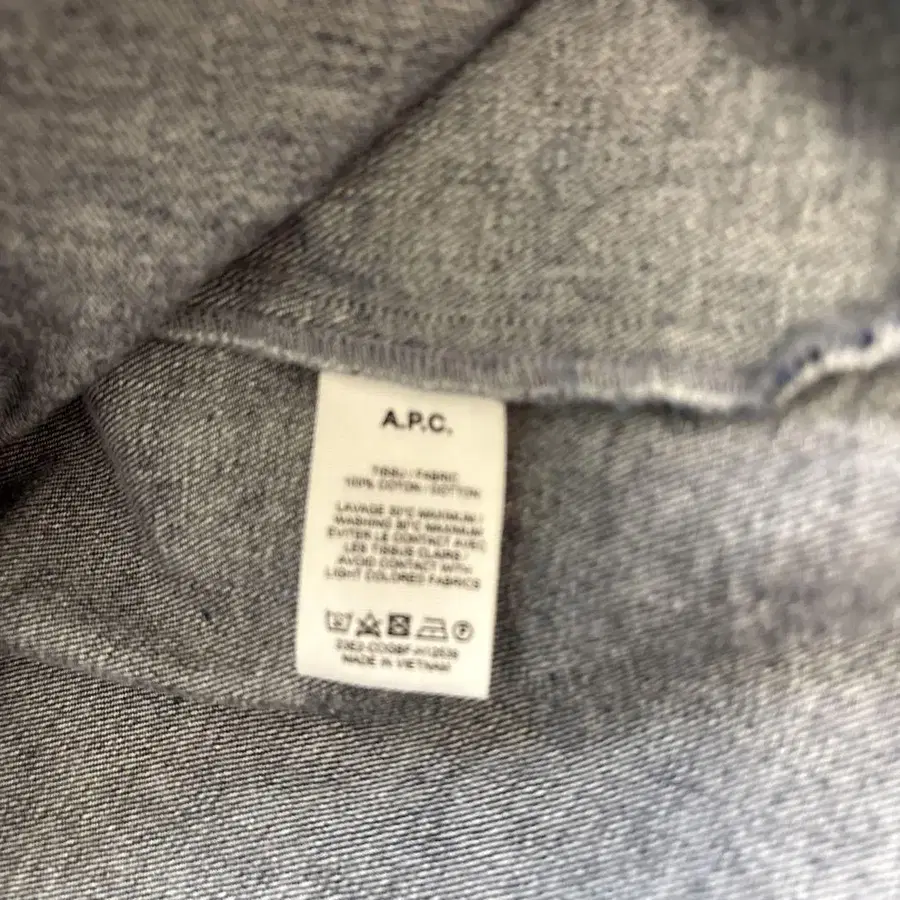 A.P.C.
TISSU / FABRIC
100% COTON / COTTON
LAVAGE 30°C MAXIMUM /
WASHING 30°C MAXIMUM
EVITER LE CONTACT AVEC
LES TISSUS CLAIRS /
AVOID CONTACT WITH
LIGHT COLORED FABRICS
MADE IN VIETNAM